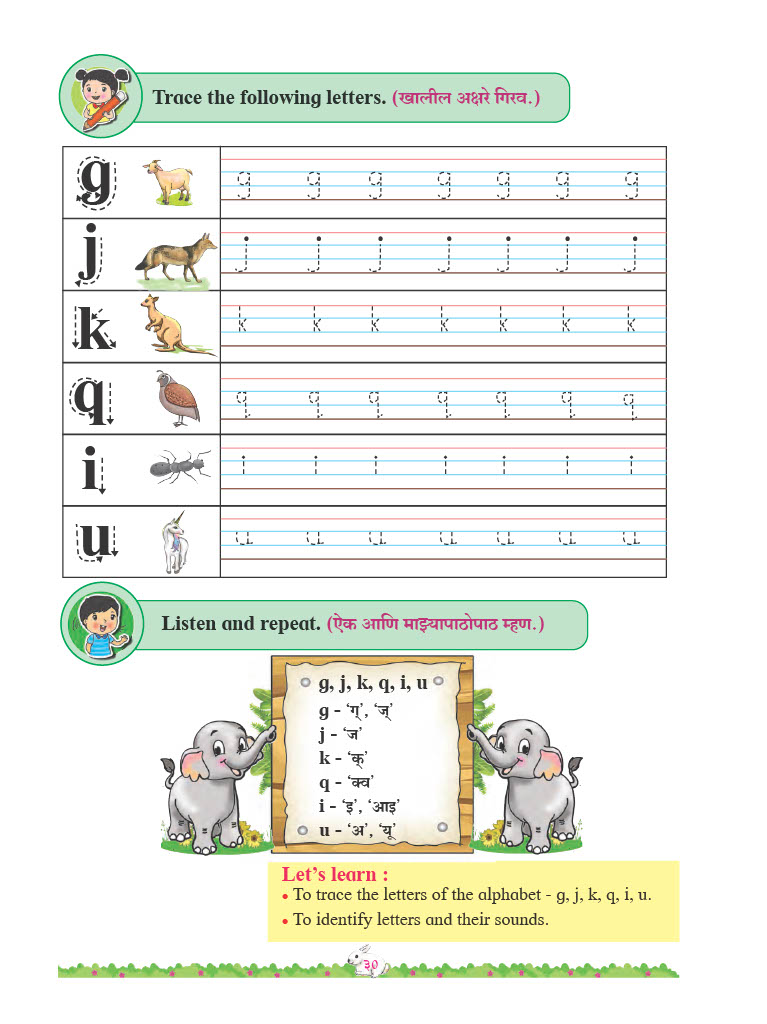 Trace the following letters. (खालील अक्षरे गिरव.)
g g g g g g g g
j j j j j j j j
k k k k k k k k
q q q q q q q q
i i i i i i i i
u u u u u u u u
Listen and repeat. (ऐक आणि माझ्यापाठोपाठ म्हण.)
g, j, k, q, i, u
g - ‘ग्’, ‘ज्’
j - ‘ज’
k - ‘क्’
q - ‘क्व’
i - ‘इ’, ‘आइ’
u - ‘अ’, ‘यू’
Let’s learn :
• To trace the letters of the alphabet - g, j, k, q, i, u.
• To identify letters and their sounds.
३०